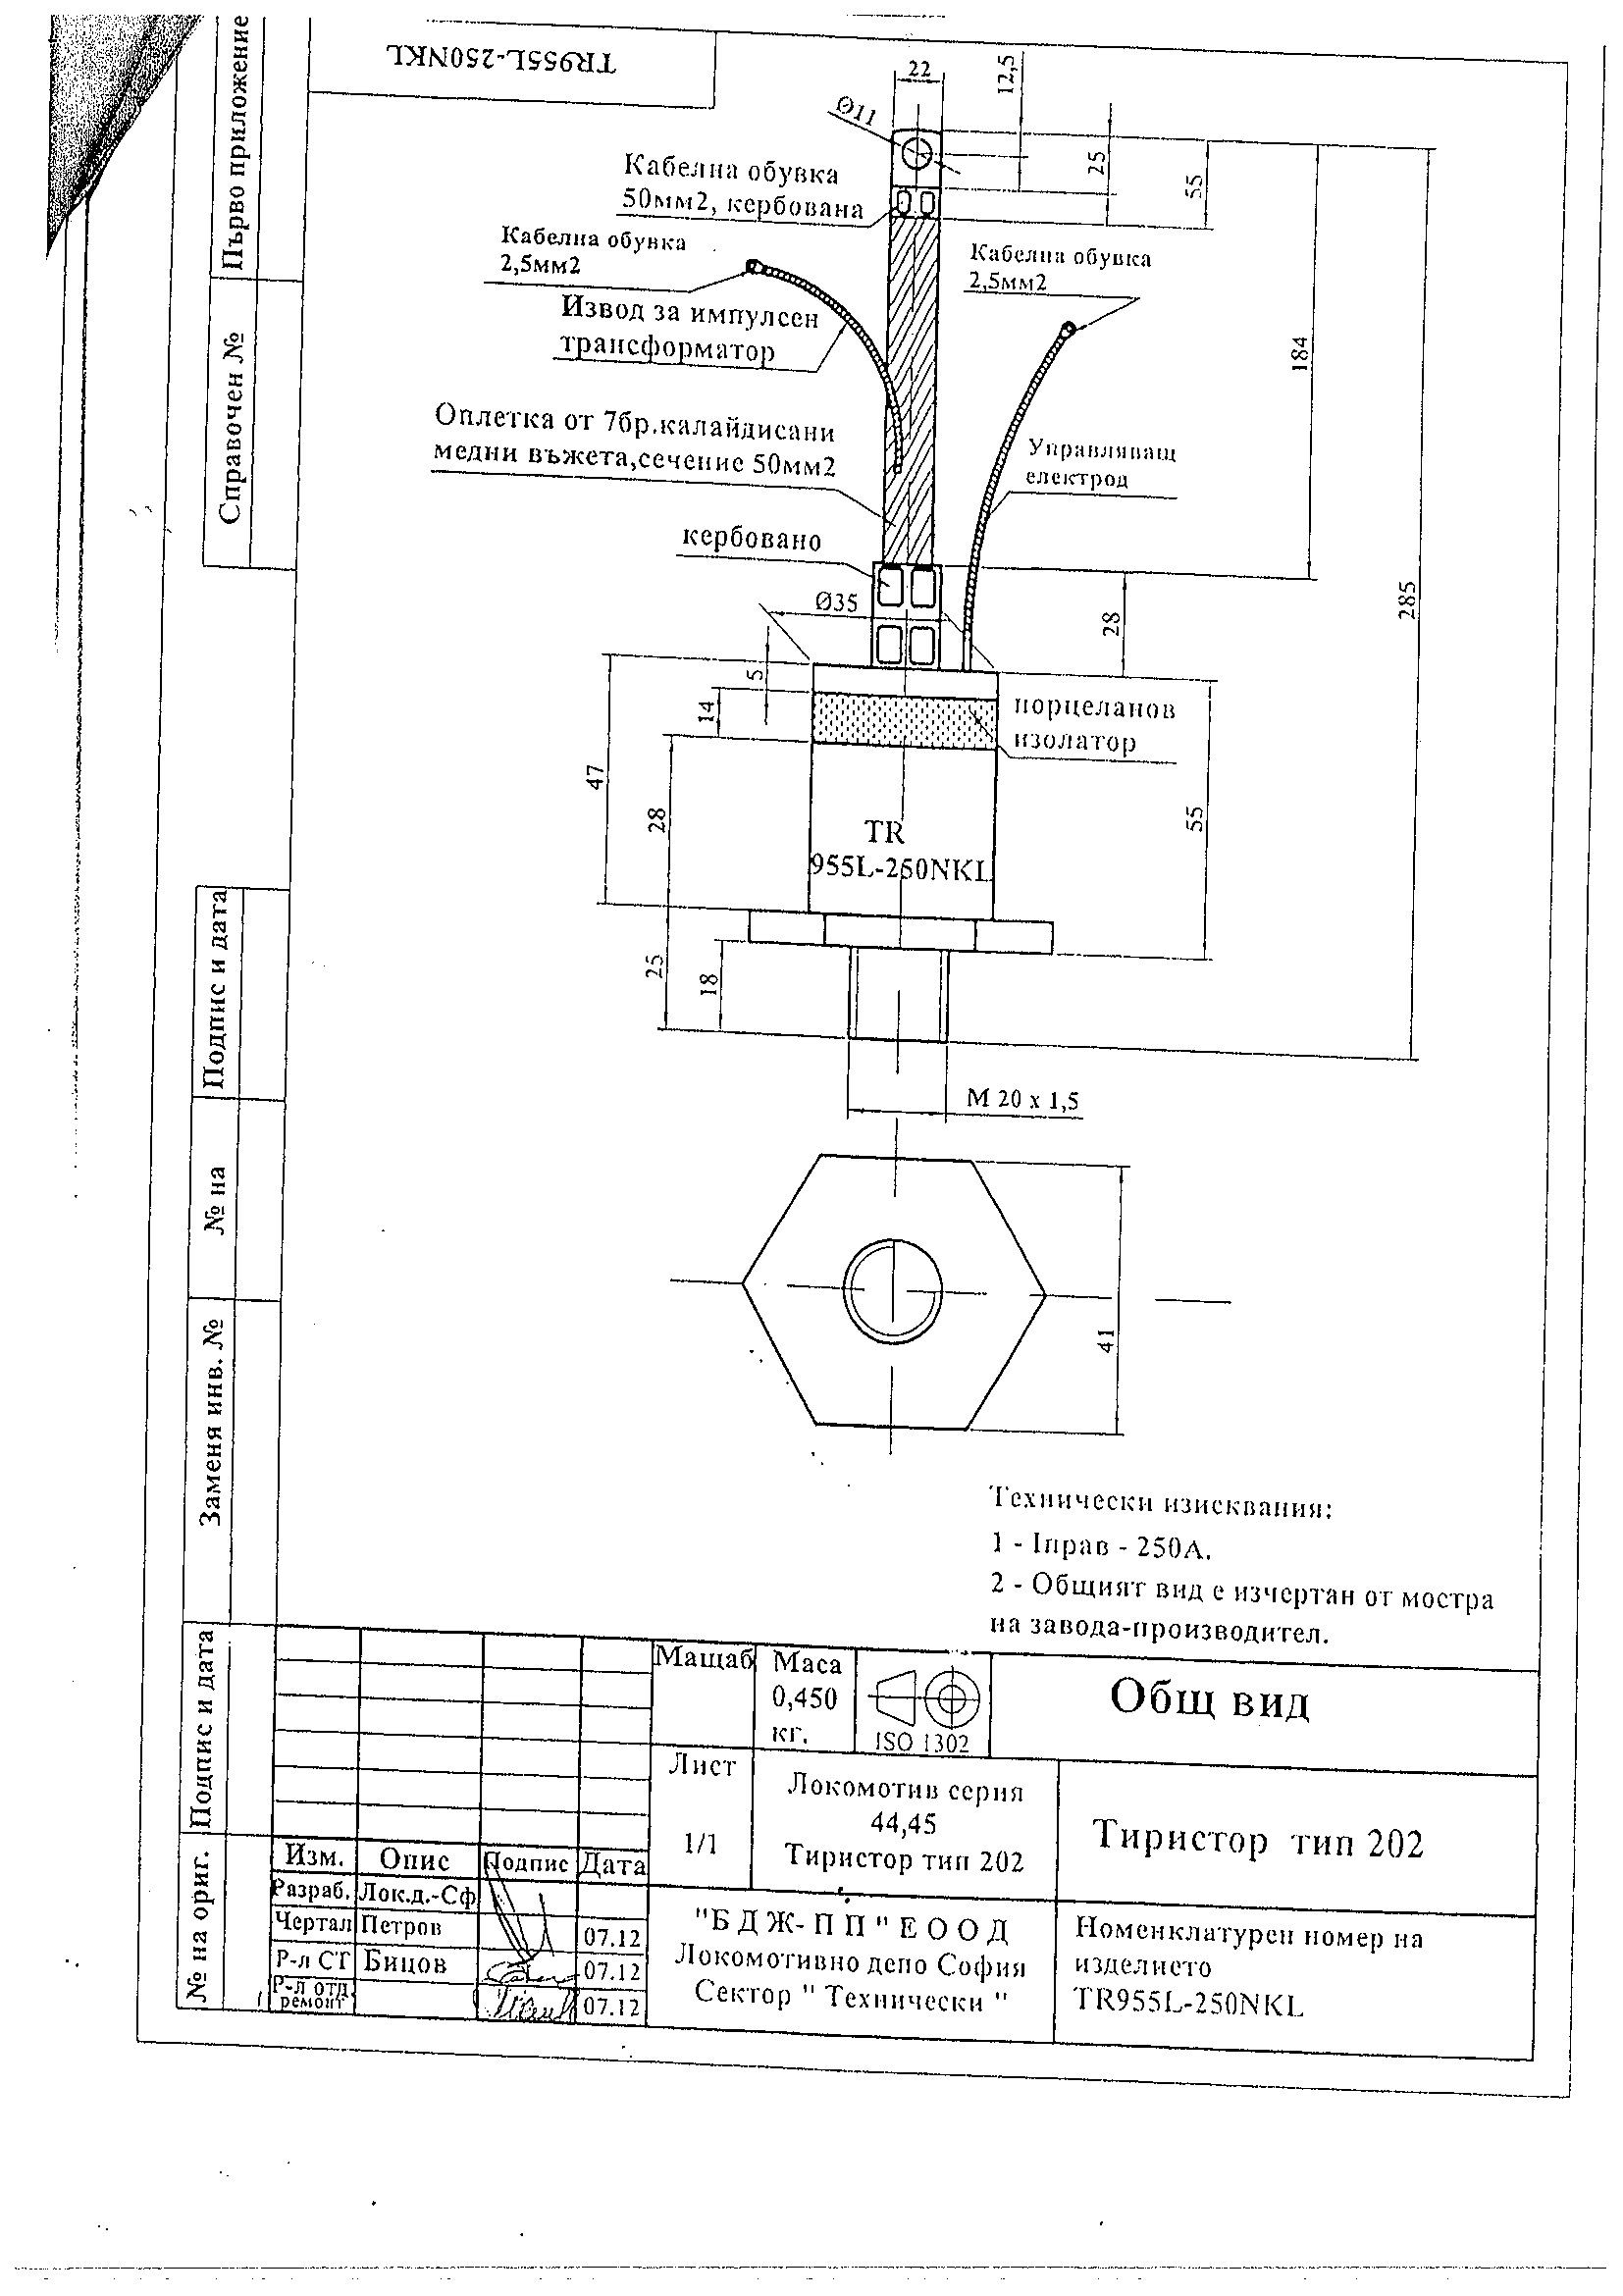 TR955L-250NKL
Първо приложение
Справочен №
Подпис и дата
№ на
Заменя инв. №
Подпис и дата
№ на ориг.
22
12,5
Ø11
25
55
Кабелна обувка
50мм2, кербована
Кабелна обувка
2,5мм2
Кабелна обувка
2,5мм2
Извод за импулсен
трансформатор
184
Оплетка от 7бр.калайдисани
медни въжета,сечение 50мм2
Управляващ
електрод
кербовано
285
Ø35
28
5
14
порцеланов
изолатор
47
28
55
TR
955L-250NKL
25
18
M 20 x 1,5
41
Технически изисквания:
1 - Iправ - 250А.
2 - Общият вид е изчертан от мостра
на завода-производител.
Мащаб
Маса
0,450
кг.
ISO 1302
Общ вид
Лист
1/1
Локомотив серия
44,45
Тиристор тип 202
Тиристор тип 202
Изм. Опис Подпис Дата
Разраб. Лок.д.-Сф
Чертал Петров 07.12
Р-л СТ Бицов 07.12
Р-л отд. ремонт 07.12
"БДЖ-ПП"ЕООД
Локомотивно депо София
Сектор " Технически "
Номенклатурен номер на
изделието
TR955L-250NKL